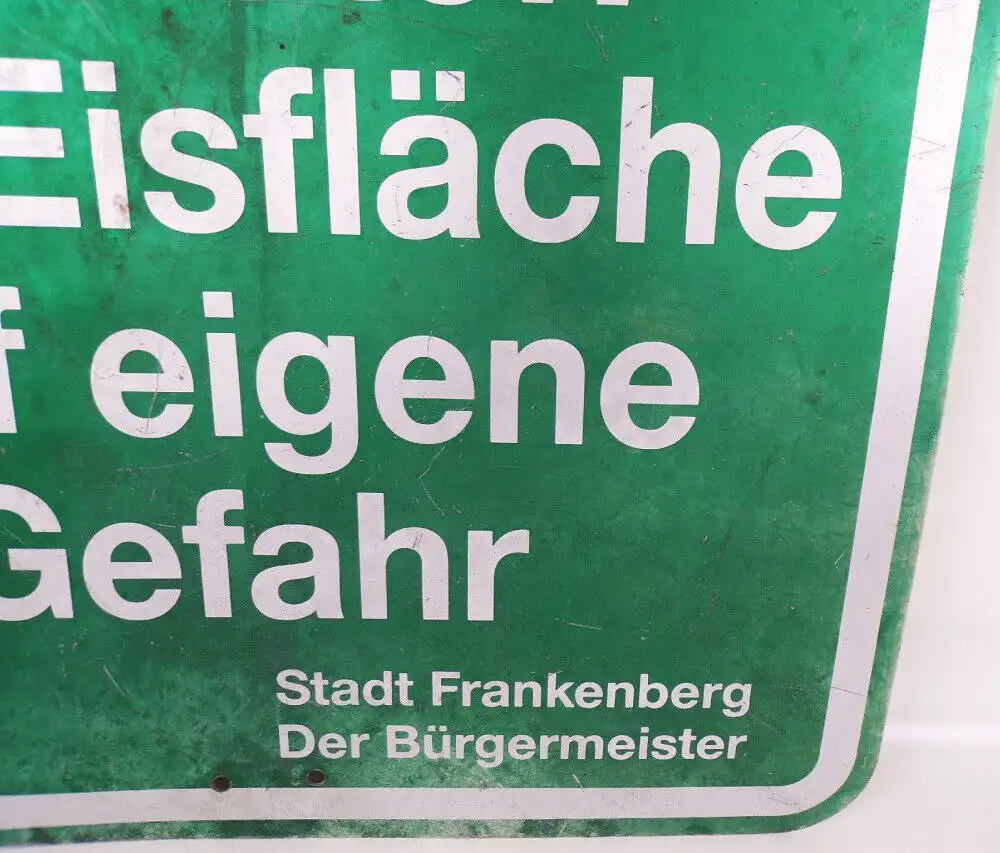 Eisfläche
eigene
Gefahr
Stadt Frankenberg
Der Bürgermeister